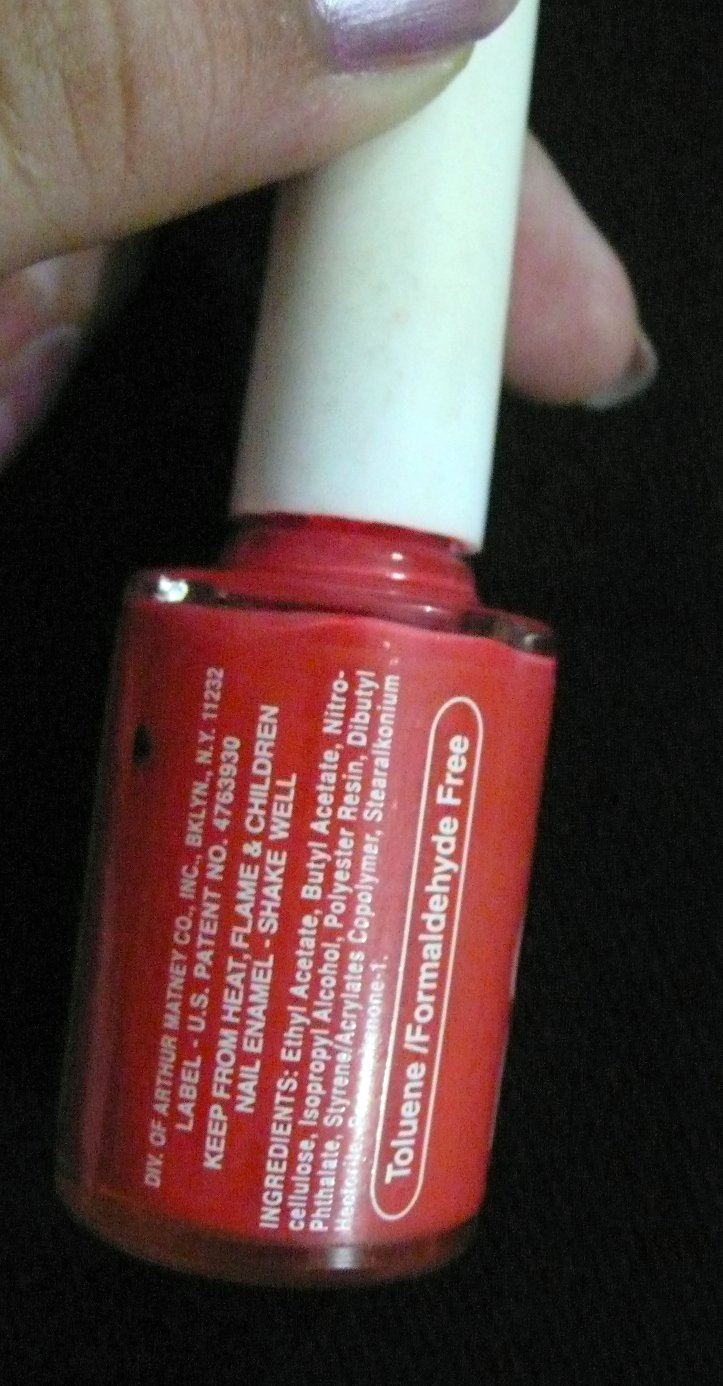 DIV. OF ARTHUR MATNEY CO., INC., BKLYN., N.Y. 11232
LABEL - U.S. PATENT NO. 4763930
KEEP FROM HEAT, FLAME & CHILDREN
NAIL ENAMEL - SHAKE WELL
INGREDIENTS: Ethyl Acetate, Butyl Acetate, Nitro-
cellulose, Isopropyl Alcohol, Polyester Resin, Dibutyl
Phthalate, Styrene/Acrylates Copolymer, Stearalkonium
Hectorite,
Toluene /Formaldehyde Free